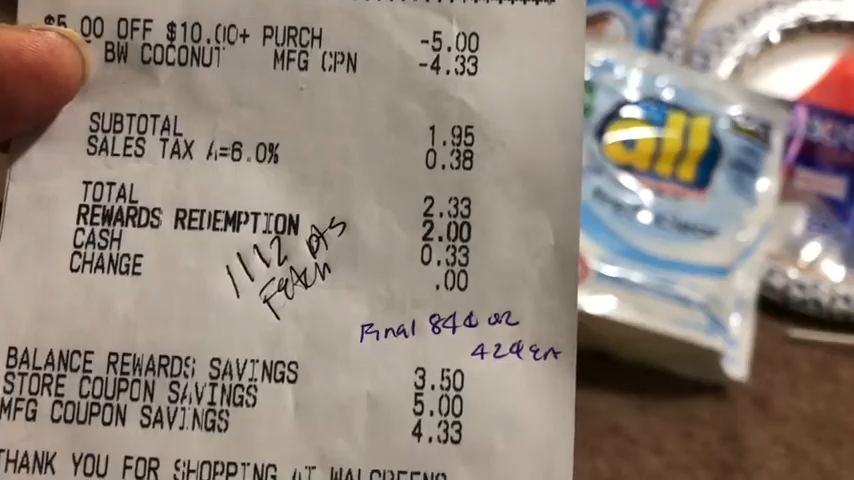 $5.00 OFF $10.00+ PURCH -5.00
BW COCONUT MFG CPN -4.33
SUBTOTAL 1.95
SALES TAX A=6.0% 0.38
TOTAL 2.33
REWARDS REDEMPTION 2.00
CASH 0.33
CHANGE .00
1112 pts
Fetch
Final 84¢ or
42¢ ea
BALANCE REWARDS SAVINGS 3.50
STORE COUPON SAVINGS 5.00
MFG COUPON SAVINGS 4.33
THANK YOU FOR SHOPPING AT WALGREENS
all